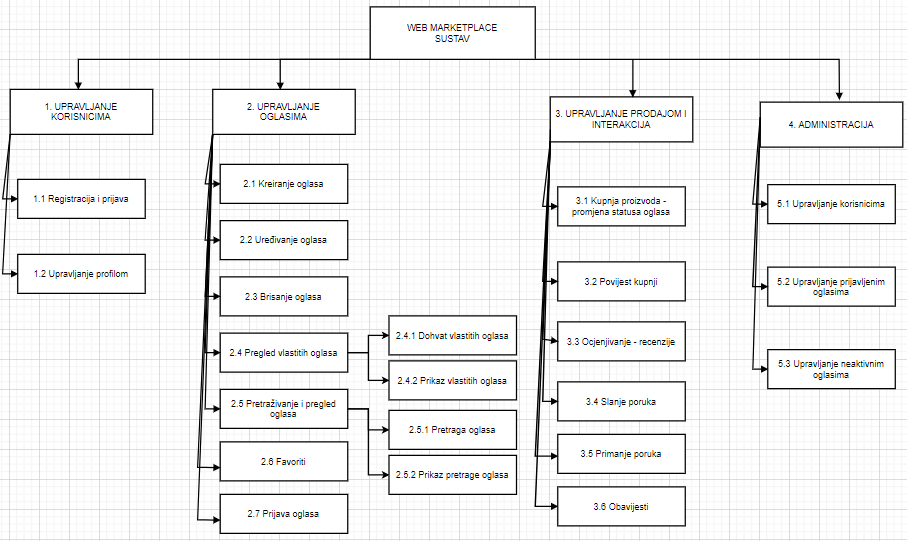 WEB MARKETPLACE
SUSTAV
1. UPRAVLJANJE
KORISNICIMA
1.1 Registracija i prijava
1.2 Upravljanje profilom
2. UPRAVLJANJE
OGLASIMA
2.1 Kreiranje oglasa
2.2 Uređivanje oglasa
2.3 Brisanje oglasa
2.4 Pregled vlastitih oglasa
2.4.1 Dohvat vlastitih oglasa
2.4.2 Prikaz vlastitih oglasa
2.5 Pretraživanje i pregled
oglasa
2.5.1 Pretraga oglasa
2.5.2 Prikaz pretrage oglasa
2.6 Favoriti
2.7 Prijava oglasa
3. UPRAVLJANJE PRODAJOM I
INTERAKCIJA
3.1 Kupnja proizvoda -
promjena statusa oglasa
3.2 Povijest kupnji
3.3 Ocjenjivanje - recenzije
3.4 Slanje poruka
3.5 Primanje poruka
3.6 Obavijesti
4. ADMINISTRACIJA
5.1 Upravljanje korisnicima
5.2 Upravljanje prijavljenim
oglasima
5.3 Upravljanje neaktivnim
oglasima